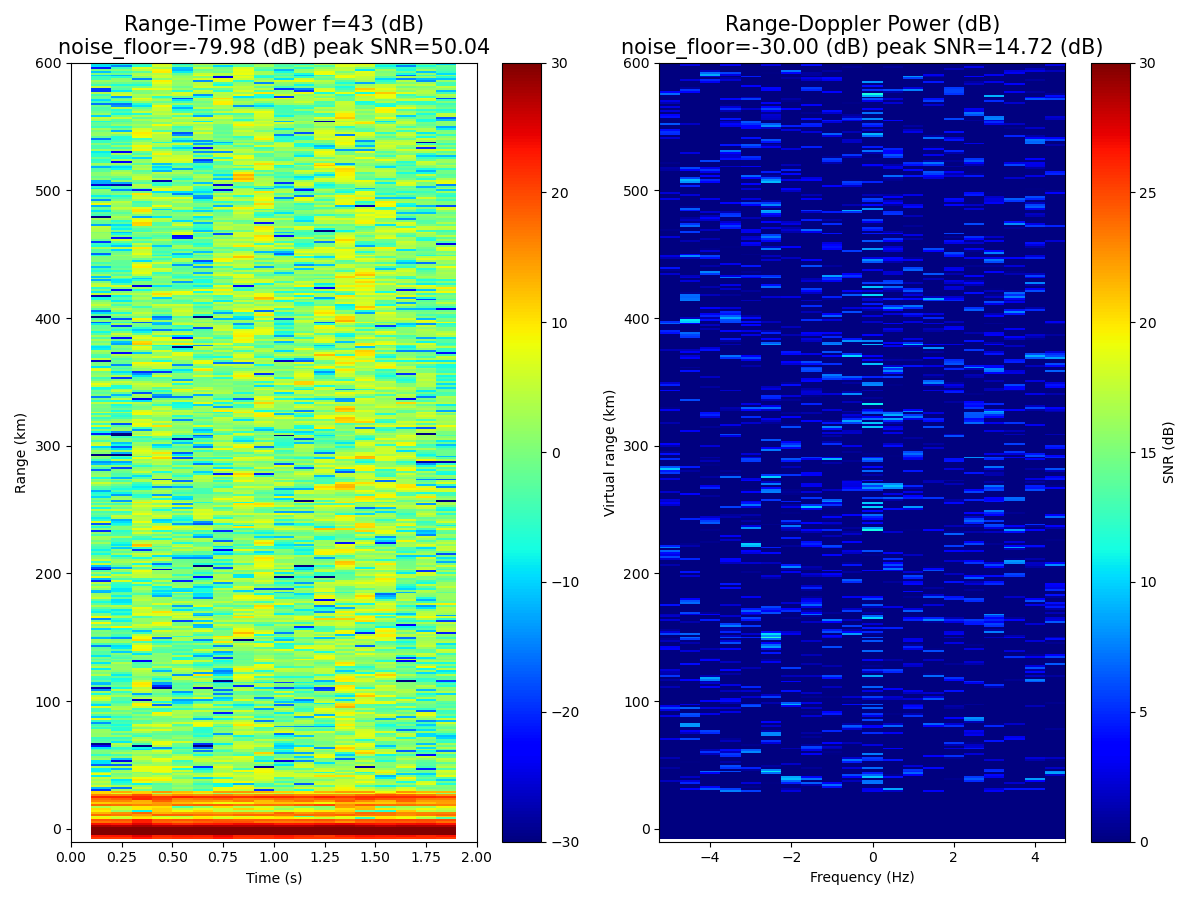 Range-Time Power f=43 (dB)
noise_floor=-79.98 (dB) peak SNR=50.04
Range-Doppler Power (dB)
noise_floor=-30.00 (dB) peak SNR=14.72 (dB)
600
500
400
300
200
100
0
Range (km)
0.00 0.25 0.50 0.75 1.00 1.25 1.50 1.75 2.00
Time (s)
30
20
10
0
−10
−20
−30
600
500
400
300
200
100
0
Virtual range (km)
−4 −2 0 2 4
Frequency (Hz)
30
25
20
15
10
5
0
SNR (dB)